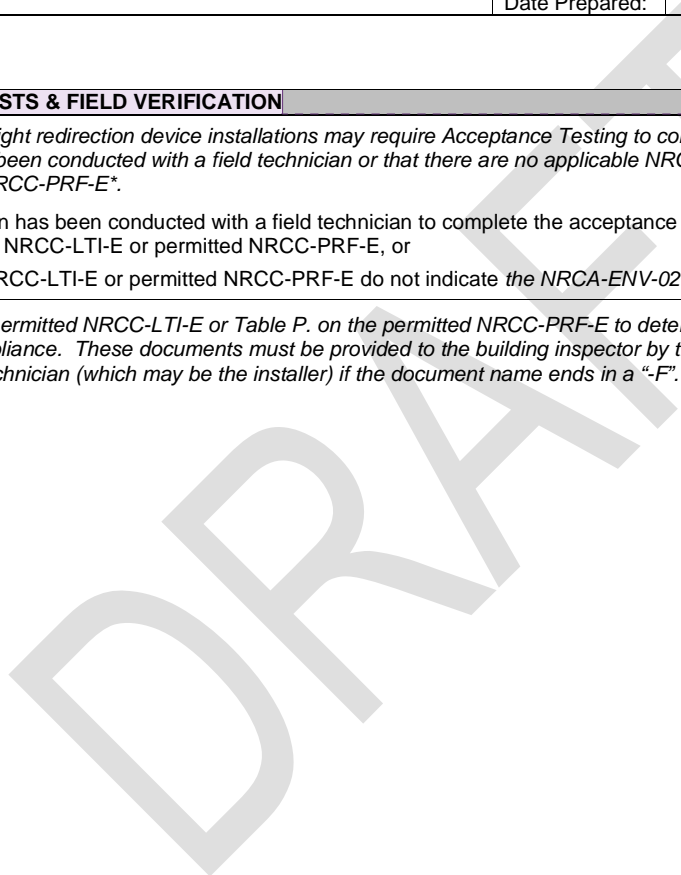 Date Prepared:
STS & FIELD VERIFICATION
ight redirection device installations may require Acceptance Testing to co
been conducted with a field technician or that there are no applicable NRC
RCC-PRF-E*.
n has been conducted with a field technician to complete the acceptance
NRCC-LTI-E or permitted NRCC-PRF-E, or
RCC-LTI-E or permitted NRCC-PRF-E do not indicate the NRCA-ENV-02
ermitted NRCC-LTI-E or Table P. on the permitted NRCC-PRF-E to deter
pliance. These documents must be provided to the building inspector by t
chnician (which may be the installer) if the document name ends in a “-F”.
DRAF